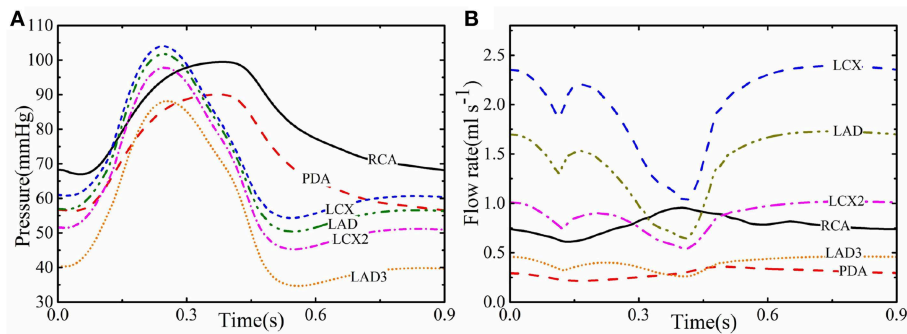 A
Pressure(mmHg)
110
100
90
80
70
60
50
40
30
RCA
PDA
LCX
LAD
LCX2
LAD3
0.0
0.3
0.6
0.9
Time(s)
B
Flow rate(ml s⁻¹)
2.5
2.0
1.5
1.0
0.5
0.0
LCX
LAD
LCX2
RCA
LAD3
PDA
0.0
0.3
0.6
0.9
Time(s)